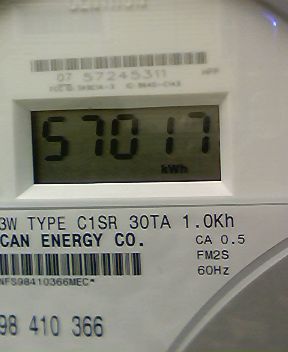 07 57245311
57017
kWh
3W TYPE C1SR 30TA 1.0Kh
CAN ENERGY CO.
CA 0.5
FM2S
60Hz
NFS98410366MEC*
98 410 366